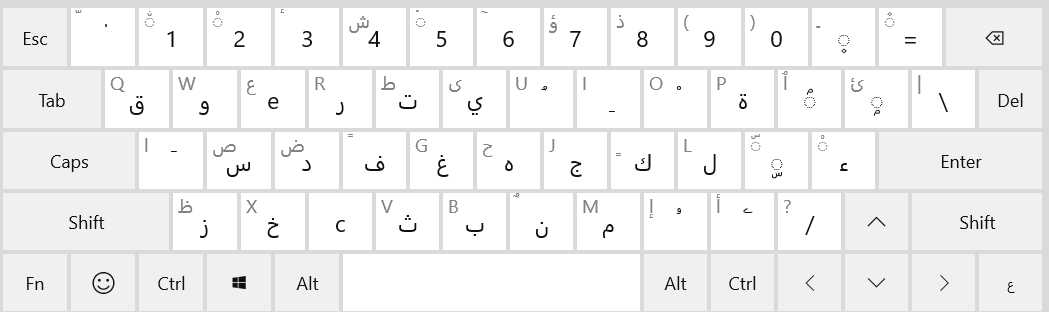 Esc ّ ٰ 1 2 ٔ 3 ش 4 5 ~ 6 ؤ 7 ذ 8 ( 9 ) 0 - = ⌫
Tab Q ق W و ع e R ر ط ت ى ي U I O P ة ئ | \ Del
Caps I ص س ض د ف G غ ح ه J ج ك L ل ء Enter
Shift ظ ز X خ c V ث B ب ن M م إ أ ? / Shift
Fn Ctrl Alt Alt Ctrl ع